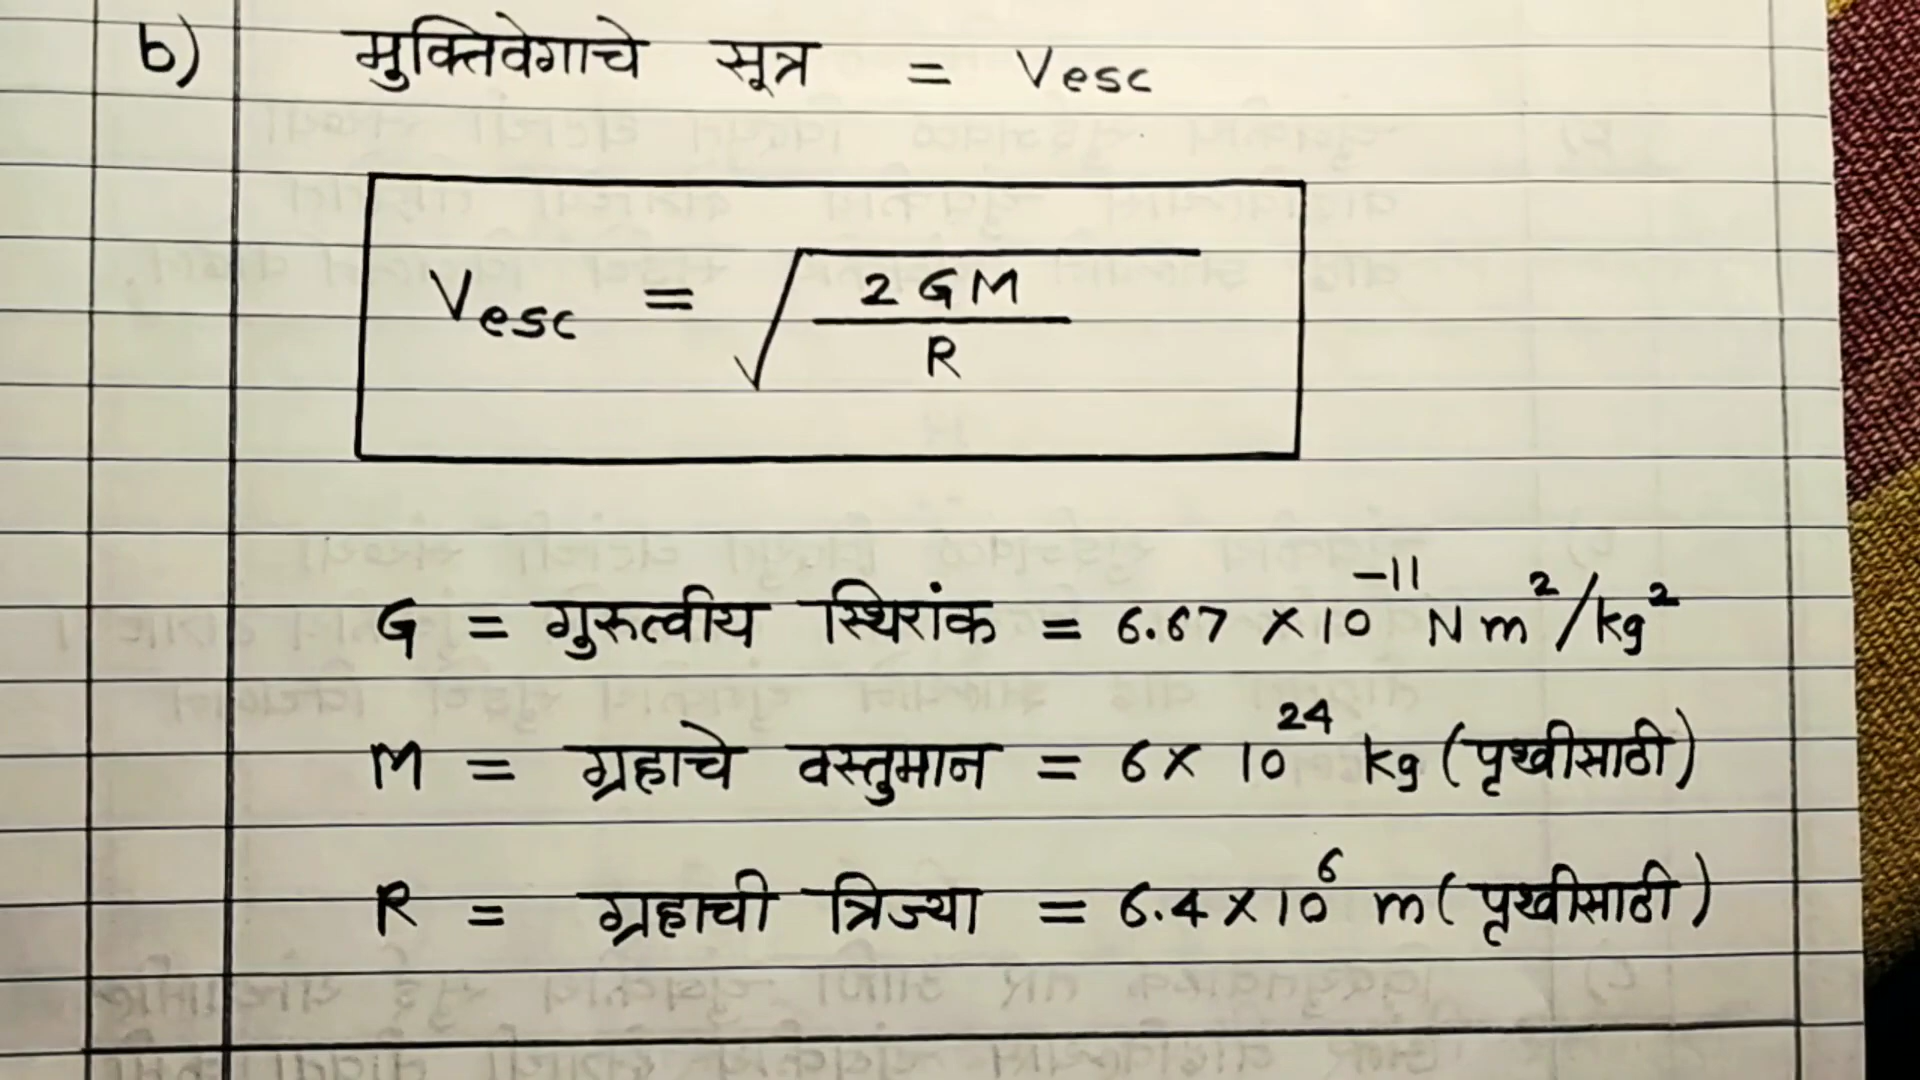 b) मुक्तिवेगाचे सूत्र = Vesc
Vesc = √(2GM/R)
G = गुरुत्वीय स्थिरांक = 6.67 × 10⁻¹¹ Nm²/kg²
M = ग्रहाचे वस्तुमान = 6 × 10²⁴ kg (पृथ्वीसाठी)
R = ग्रहाची त्रिज्या = 6.4 × 10⁶ m (पृथ्वीसाठी)